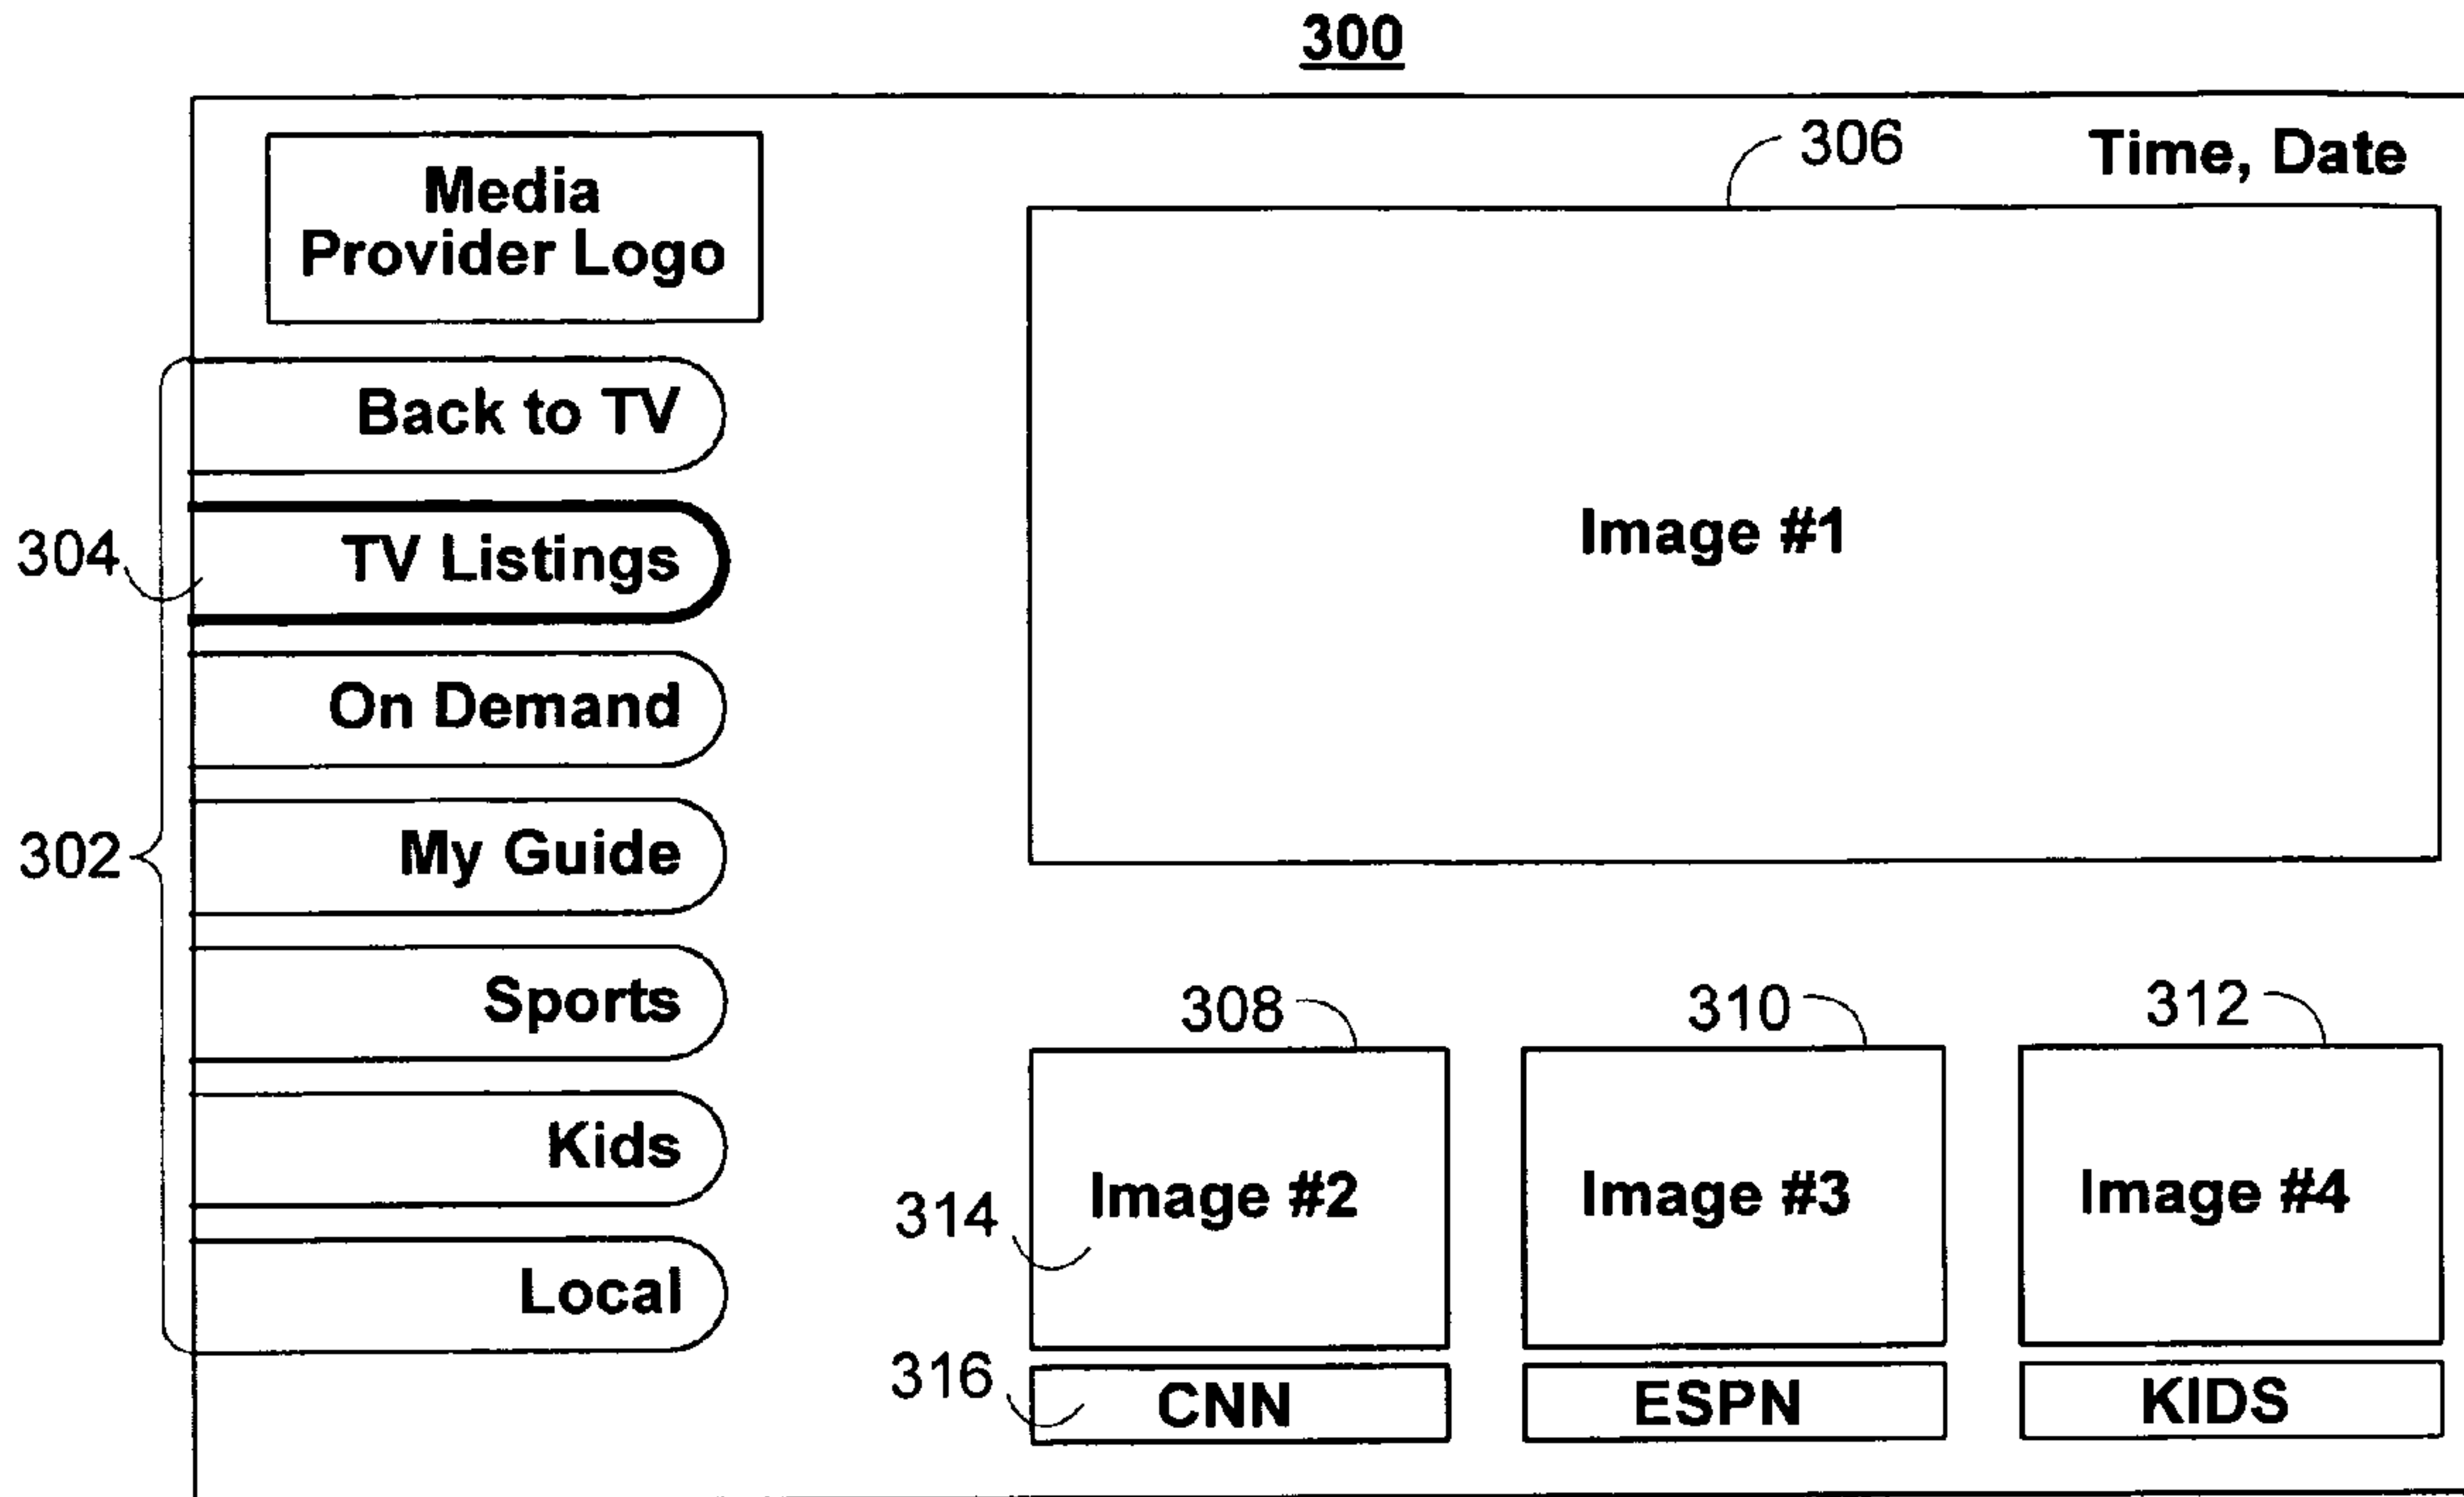 300
306
Time, Date
Media
Provider Logo
Back to TV
304
TV Listings
Image #1
On Demand
302
My Guide
Sports
308
310
312
Kids
314
Image #2
Image #3
Image #4
Local
316
CNN
ESPN
KIDS